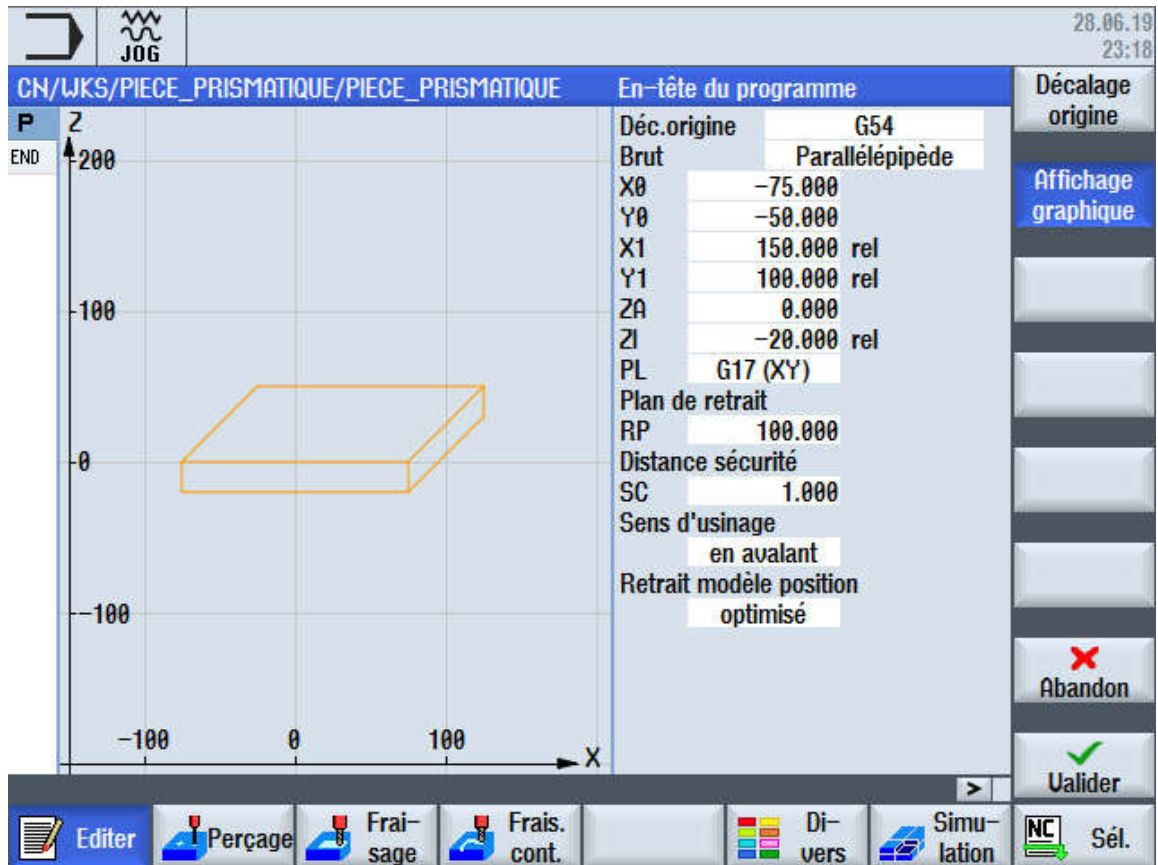 28.06.19
23:18
JOG
CN/WKS/PIECE_PRISMATIQUE/PIECE_PRISMATIQUE
En-tête du programme
P
END
Z
200
100
0
-100
-100 0 100
X
Déc.origine G54
Brut Parallélépipède
X0 -75.000
Y0 -50.000
X1 150.000 rel
Y1 100.000 rel
ZA 0.000
ZI -20.000 rel
PL G17 (XY)
Plan de retrait
RP 100.000
Distance sécurité
SC 1.000
Sens d'usinage
en avalant
Retrait modèle position
optimisé
>
Décalage
origine
Affichage
graphique
Abandon
Valider
Editer
Perçage
Frai-
sage
Frais.
cont.
Di-
vers
Simu-
lation
NC
Sél.